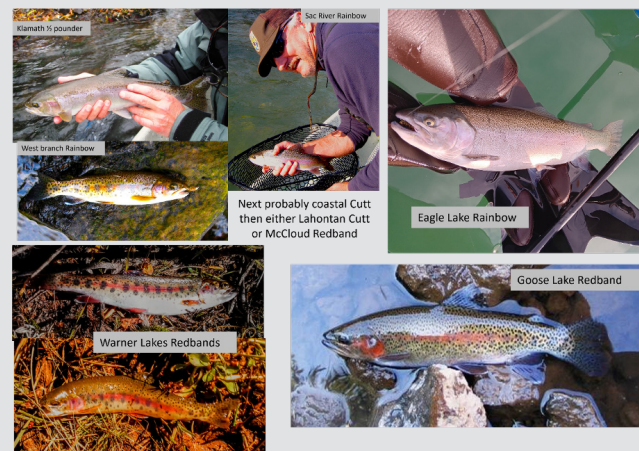 Klamath ½ pounder
Sac River Rainbow
West branch Rainbow
Next probably coastal Cutt
then either Lahontan Cutt
or McCloud Redband
Eagle Lake Rainbow
Warner Lakes Redbands
Goose Lake Redband